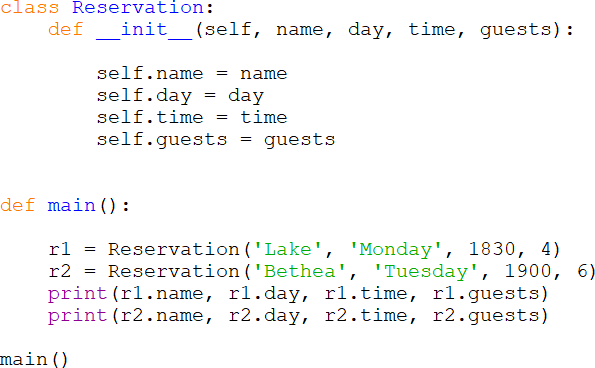 class Reservation:
    def __init__(self, name, day, time, guests):
        self.name = name
        self.day = day
        self.time = time
        self.guests = guests
def main():
    r1 = Reservation('Lake', 'Monday', 1830, 4)
    r2 = Reservation('Bethea', 'Tuesday', 1900, 6)
    print(r1.name, r1.day, r1.time, r1.guests)
    print(r2.name, r2.day, r2.time, r2.guests)
main()